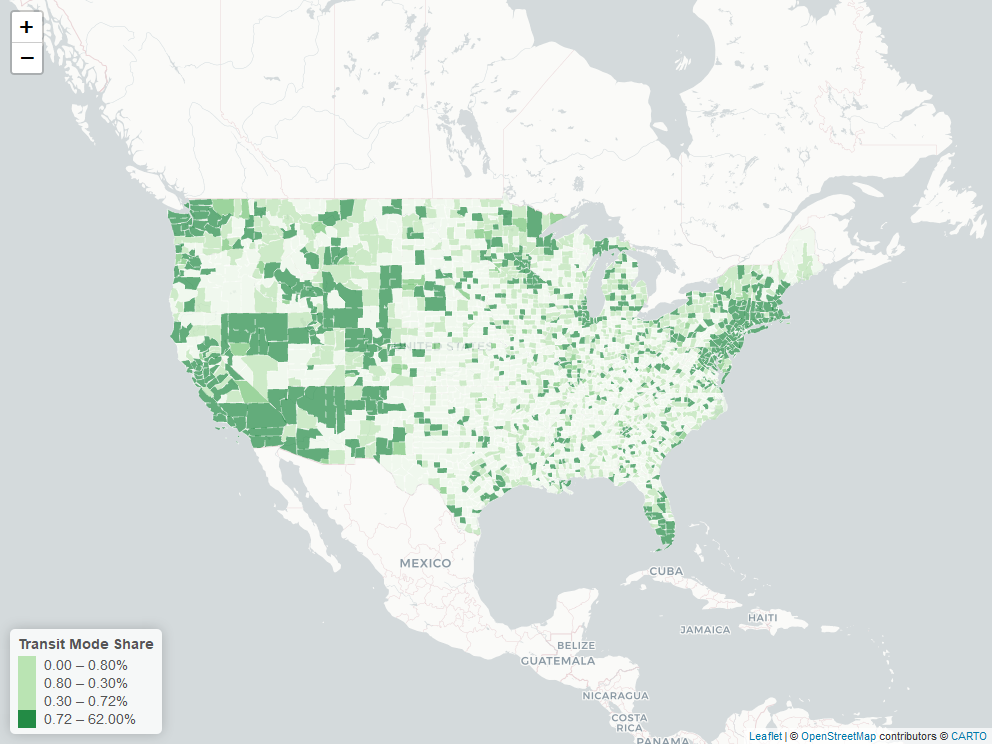 +
−
UNITED STATES
MEXICO
CUBA
HAITI
JAMAICA
BELIZE
GUATEMALA
NICARAGUA
COSTA
RICA
PANAMA
Transit Mode Share
0.00 – 0.80%
0.80 – 0.30%
0.30 – 0.72%
0.72 – 62.00%
Leaflet | © OpenStreetMap contributors © CARTO